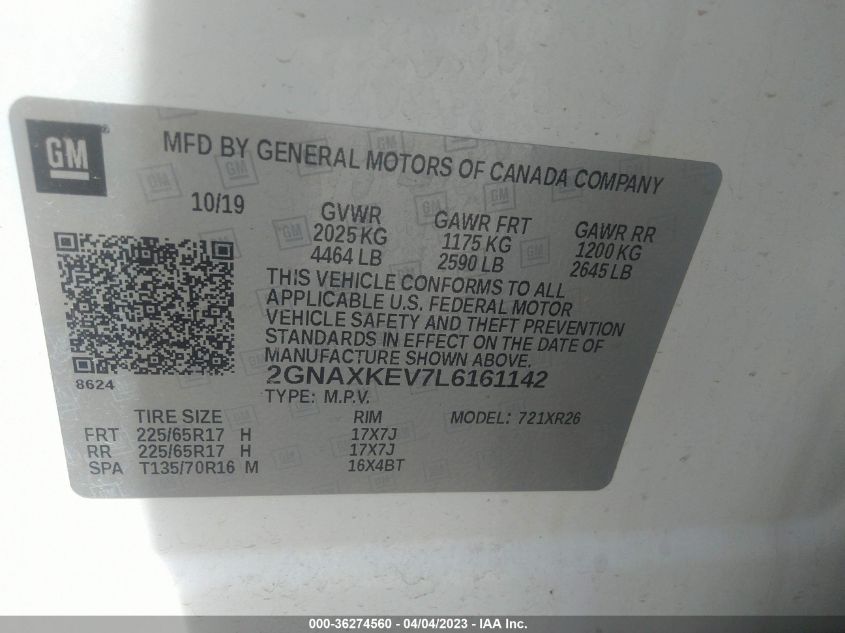 GM
MFD BY GENERAL MOTORS OF CANADA COMPANY
10/19
GVWR GAWR FRT GAWR RR
2025 KG 1175 KG 1200 KG
4464 LB 2590 LB 2645 LB
THIS VEHICLE CONFORMS TO ALL
APPLICABLE U.S. FEDERAL MOTOR
VEHICLE SAFETY AND THEFT PREVENTION
STANDARDS IN EFFECT ON THE DATE OF
MANUFACTURE SHOWN ABOVE.
8624
2GNAXKEV7L6161142
TYPE: M.P.V.
TIRE SIZE RIM MODEL: 721XR26
FRT 225/65R17 H 17X7J
RR 225/65R17 H 17X7J
SPA T135/70R16 M 16X4BT
000-36274560 - 04/04/2023 - IAA Inc.